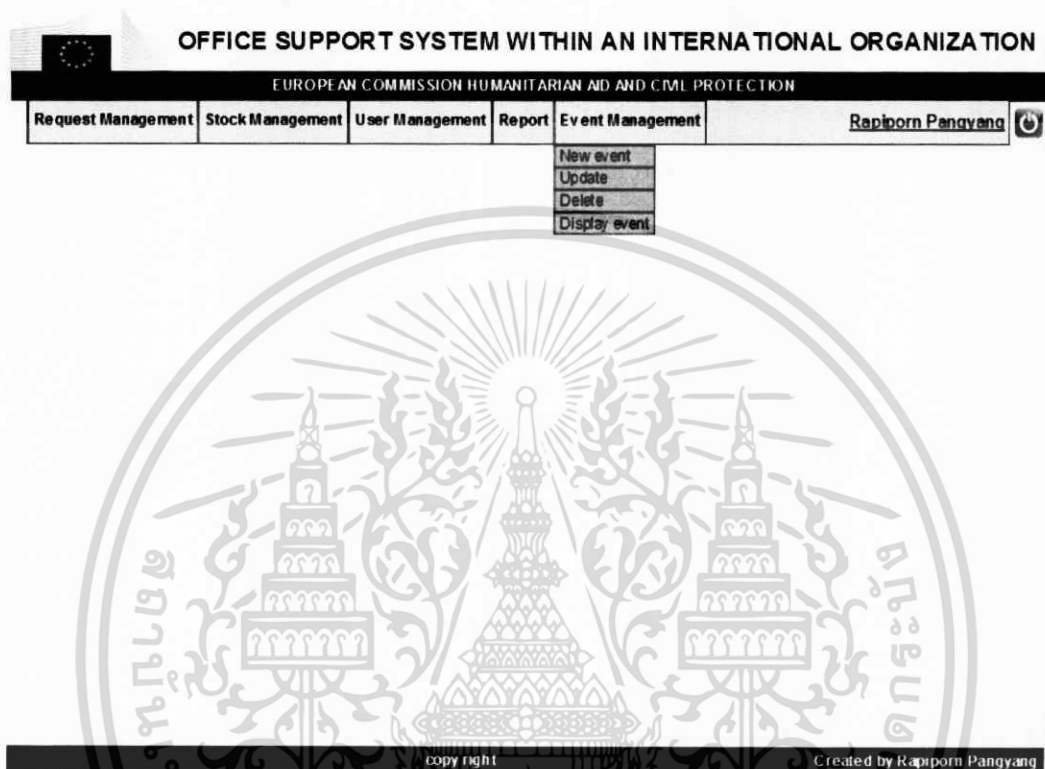 OFFICE SUPPORT SYSTEM WITHIN AN INTERNATIONAL ORGANIZATION
EUROPEAN COMMISSION HUMANITARIAN AID AND CIVIL PROTECTION
Request Management Stock Management User Management Report Event Management Rapiporn Pangyang
New event
Update
Delete
Display event
copy right Created by Rapiporn Pangyang